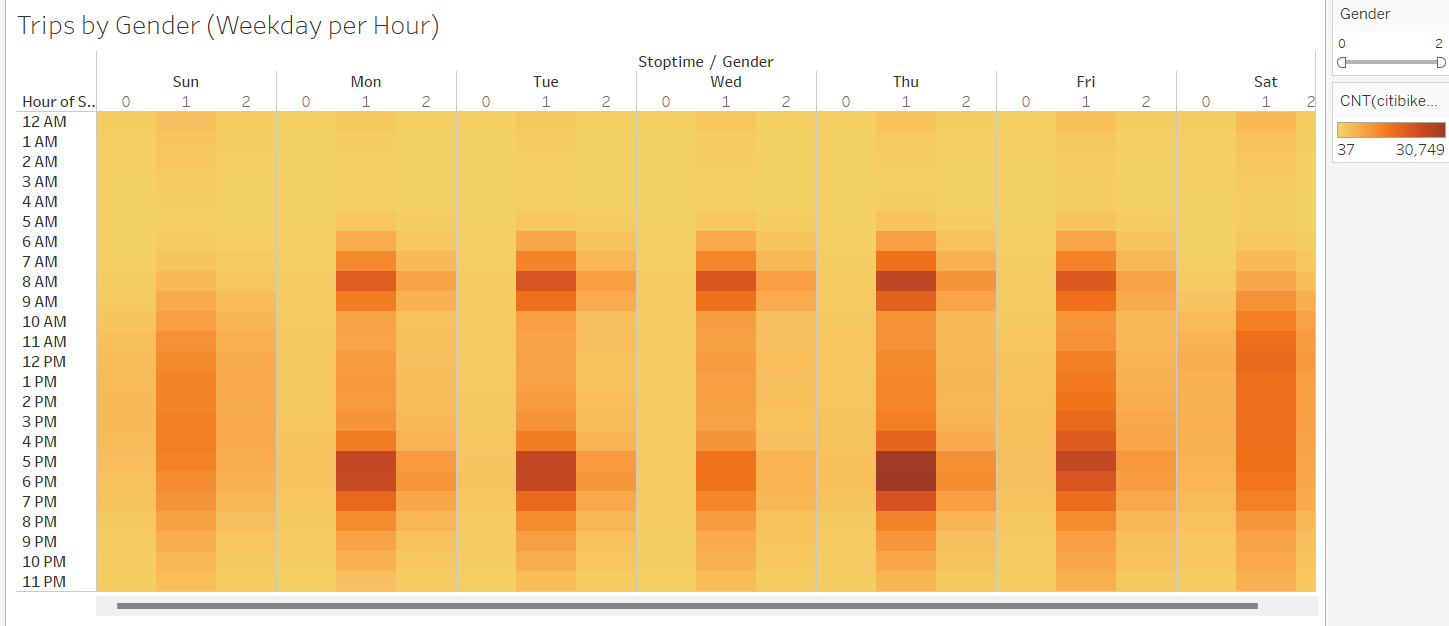 Trips by Gender (Weekday per Hour)
Stoptime / Gender
Sun Mon Tue Wed Thu Fri Sat
Hour of S.. 0 1 2 0 1 2 0 1 2 0 1 2 0 1 2 0 1 2 0 1 2
12 AM
1 AM
2 AM
3 AM
4 AM
5 AM
6 AM
7 AM
8 AM
9 AM
10 AM
11 AM
12 PM
1 PM
2 PM
3 PM
4 PM
5 PM
6 PM
7 PM
8 PM
9 PM
10 PM
11 PM
Gender
0 2
CNT(citibike...
37 30,749